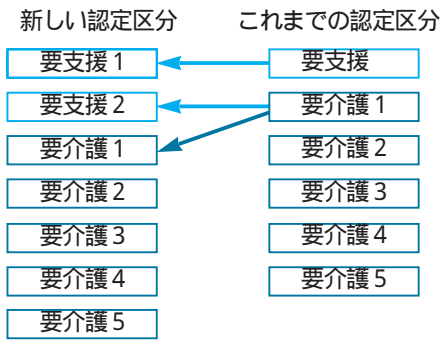 新しい認定区分 これまでの認定区分
要支援1 要支援
要支援2 要介護1
要介護1 要介護2
要介護2 要介護3
要介護3 要介護4
要介護4 要介護5
要介護5